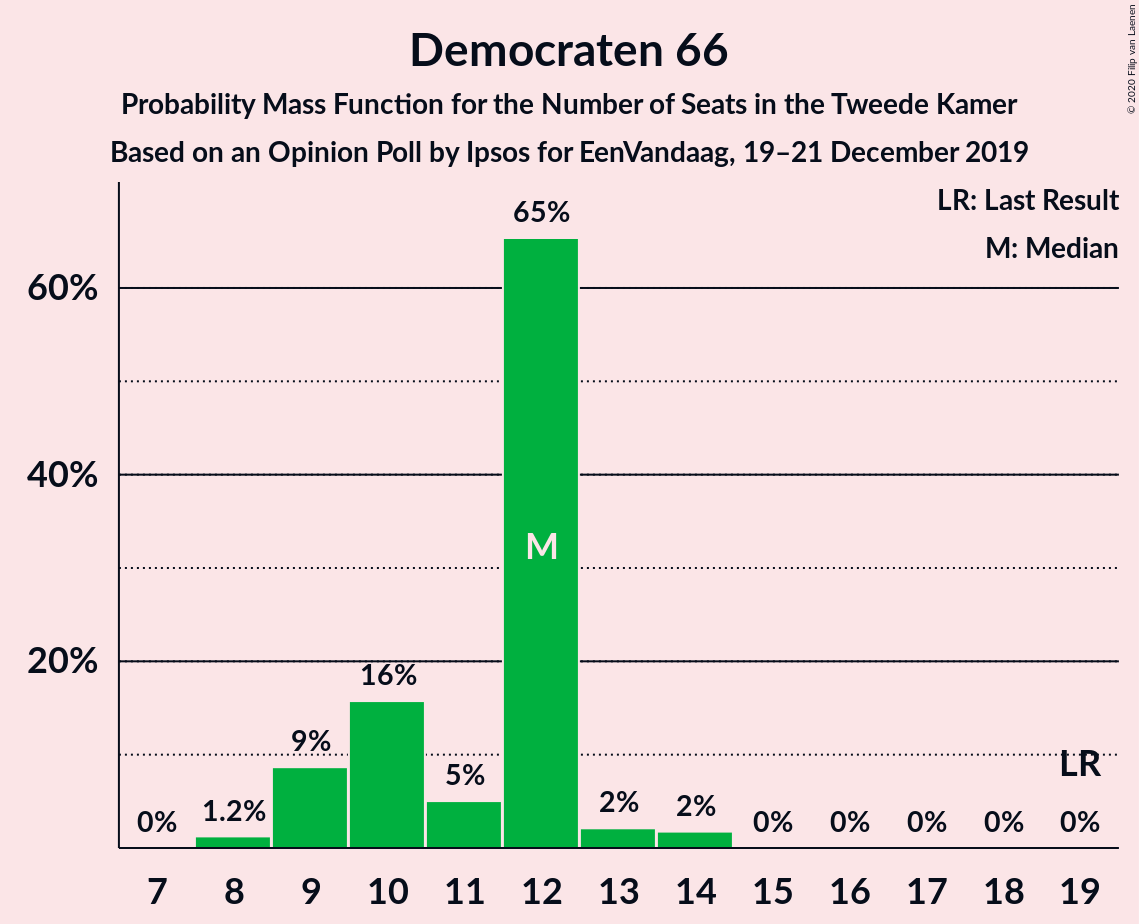 Democraten 66
Probability Mass Function for the Number of Seats in the Tweede Kamer
Based on an Opinion Poll by Ipsos for EenVandaag, 19–21 December 2019
© 2020 Filip van Laenen
LR: Last Result
M: Median
60%
40%
20%
0%
1.2%
9%
16%
5%
65%
M
2%
2%
0%
0%
0%
0%
LR
0%
7 8 9 10 11 12 13 14 15 16 17 18 19